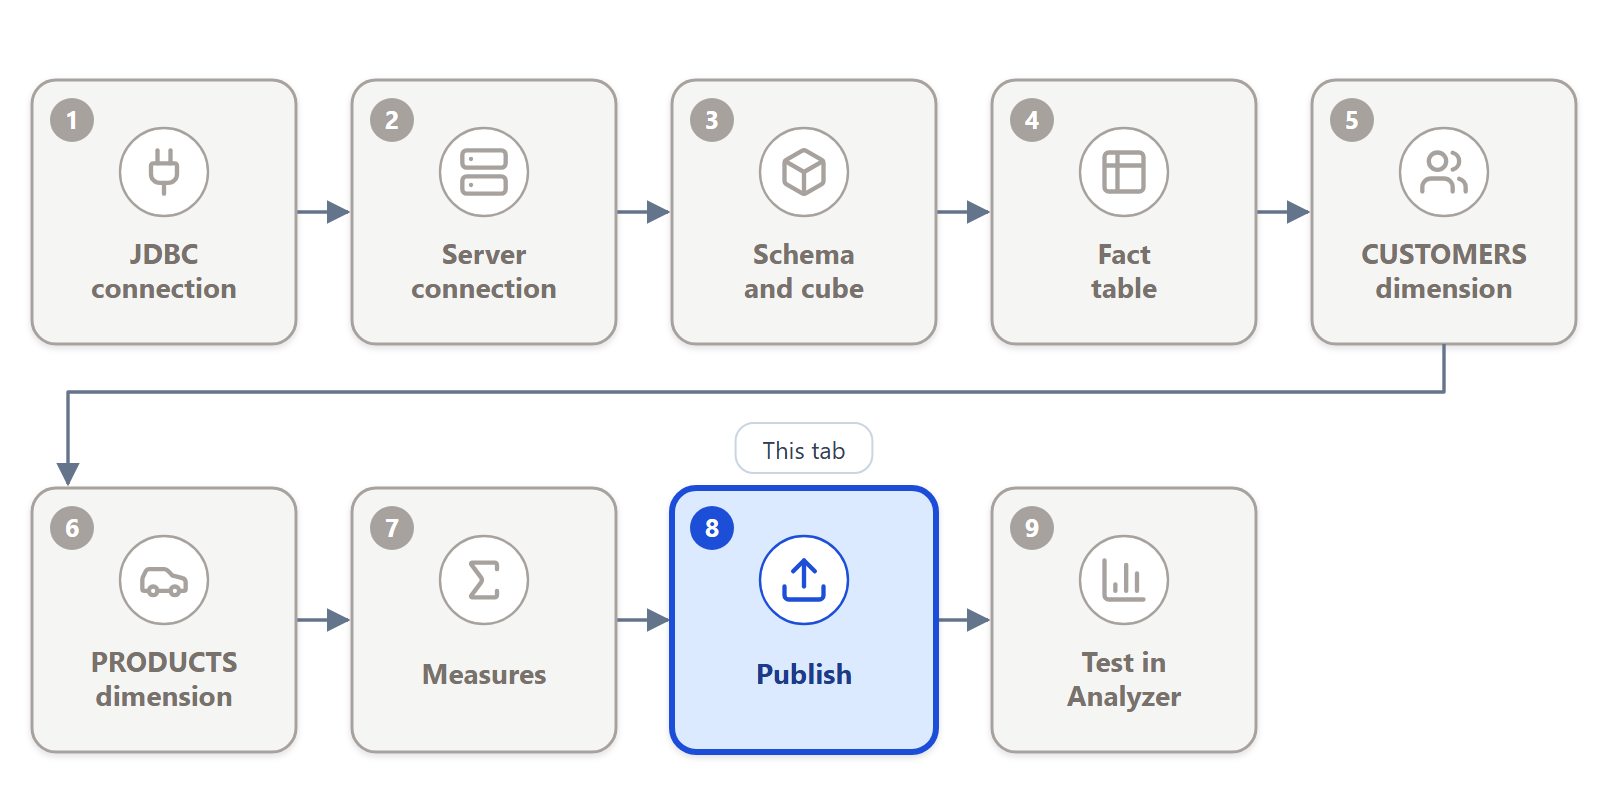 1
JDBC
connection
2
Server
connection
3
Schema
and cube
4
Fact
table
5
CUSTOMERS
dimension
6
PRODUCTS
dimension
7
Measures
This tab
8
Publish
9
Test in
Analyzer